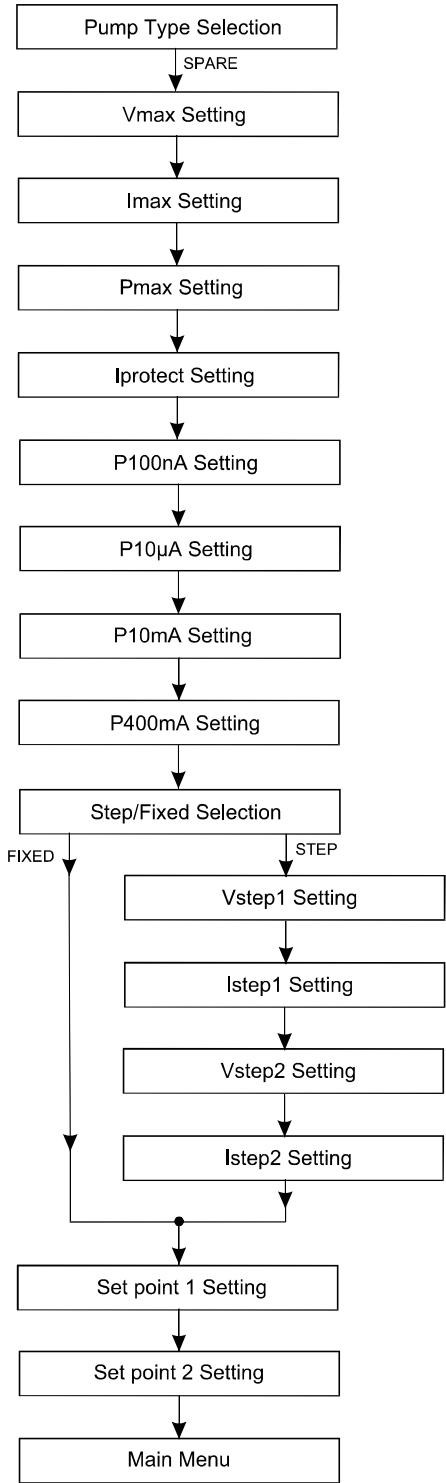 Pump Type Selection
SPARE
Vmax Setting
Imax Setting
Pmax Setting
Iprotect Setting
P100nA Setting
P10µA Setting
P10mA Setting
P400mA Setting
Step/Fixed Selection
FIXED
STEP
Vstep1 Setting
Istep1 Setting
Vstep2 Setting
Istep2 Setting
Set point 1 Setting
Set point 2 Setting
Main Menu